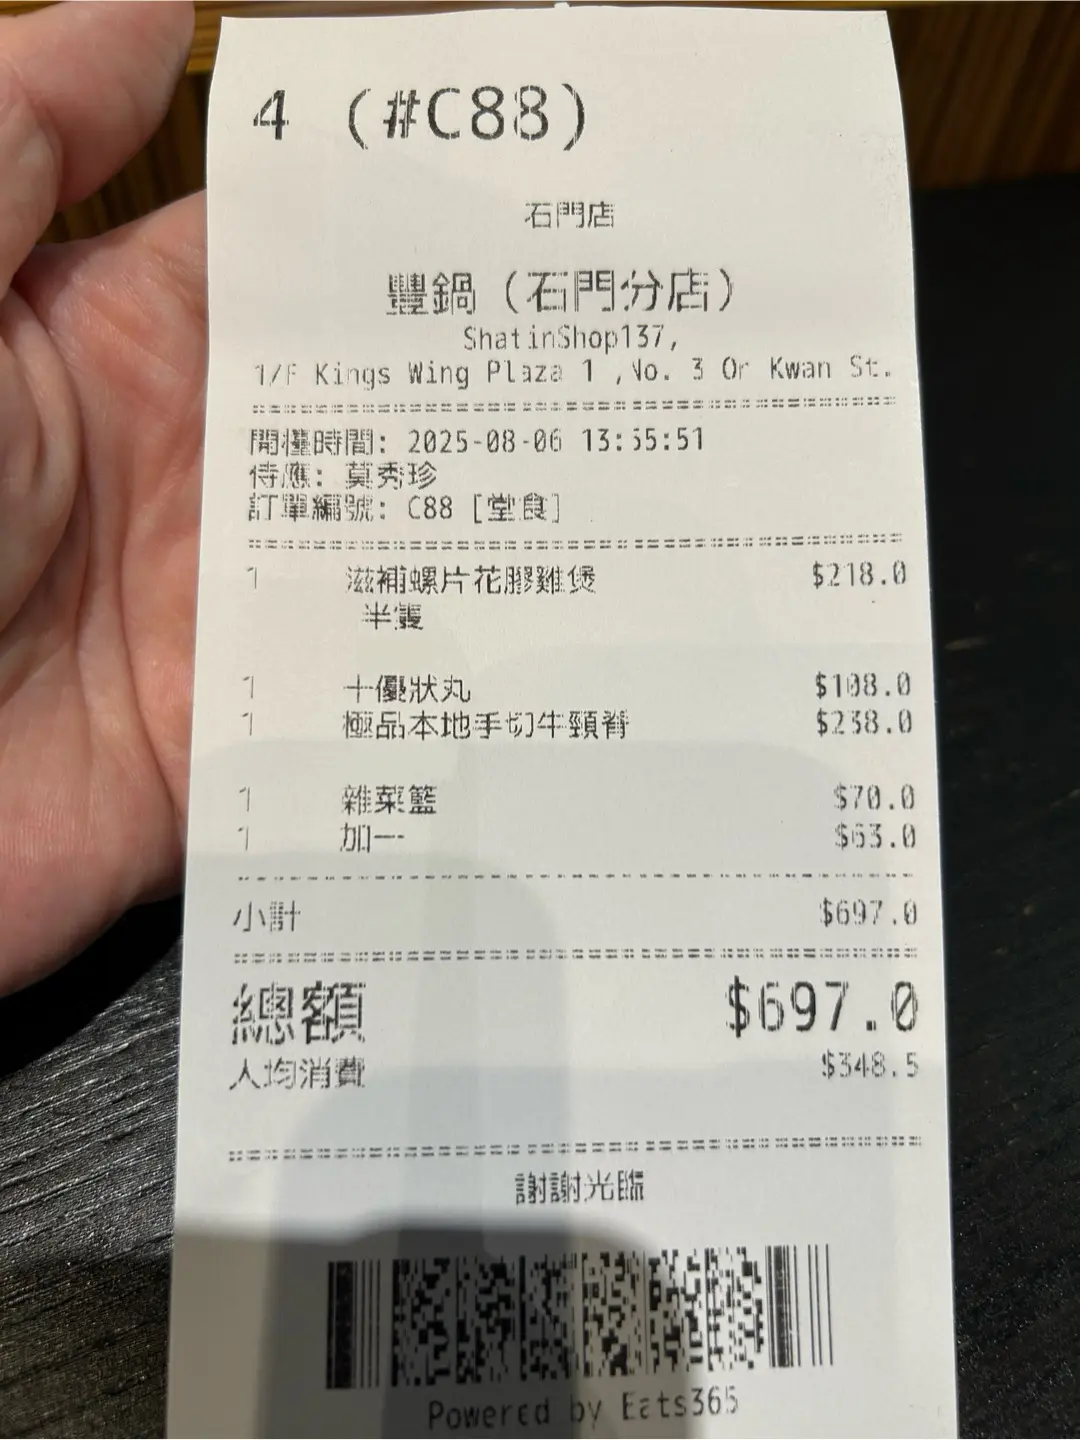 4 (#C88)
石門店
豐鍋（石門分店）
ShatinShop137,
1/F Kings Wing Plaza 1 ,No. 3 On Kwan St.
開檯時間: 2025-08-06 13:55:51
侍應: 莫秀珍
訂單編號: C88 [堂食]
1 滋補螺片花膠雞煲 $218.0
半隻
1 十優狀丸 $108.0
1 極品本地手切牛頸脊 $238.0
1 雜菜籃 $70.0
1 加一 $63.0
小計 $697.0
總額 $697.0
人均消費 $348.5
謝謝光臨
Powered by Eats365